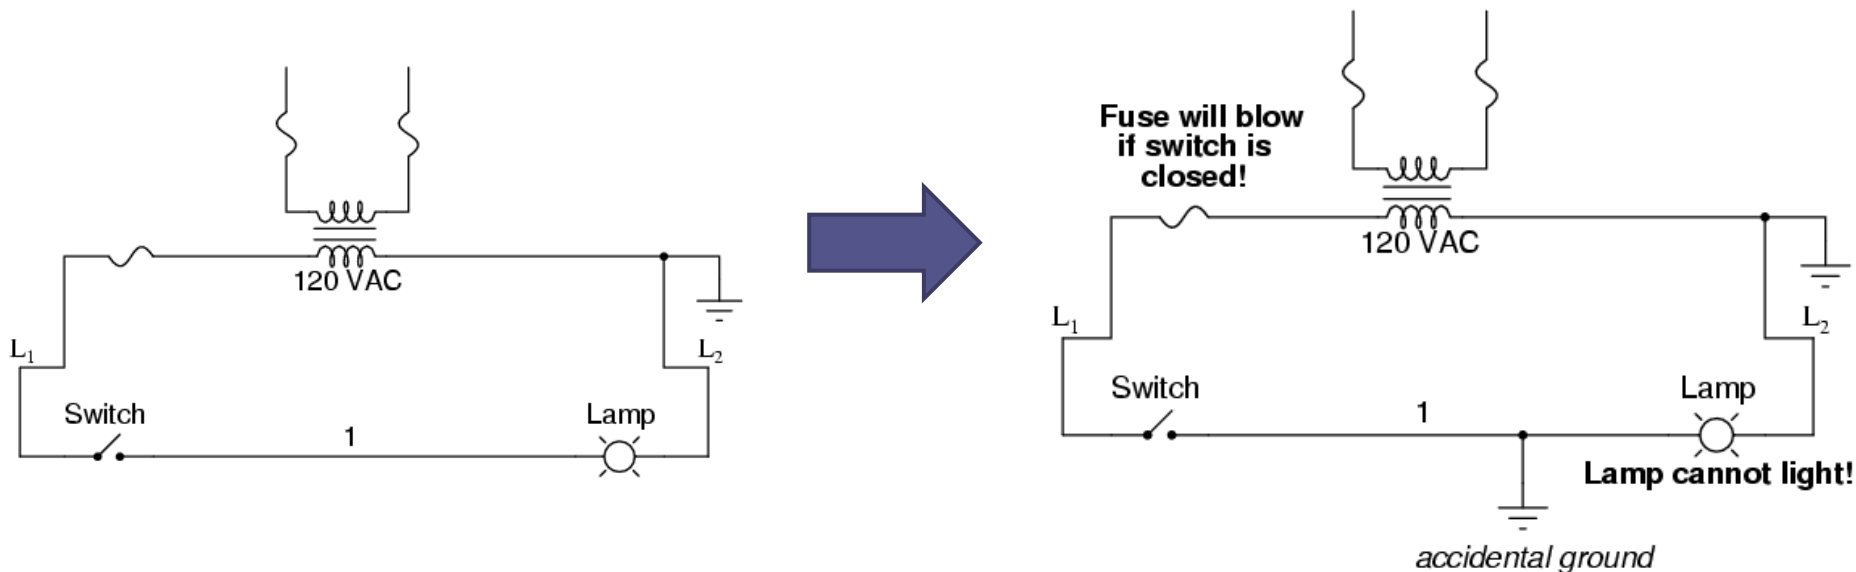 120 VAC
L₁
L₂
Switch
Lamp
1
Fuse will blow
if switch is
closed!
120 VAC
L₁
L₂
Switch
Lamp
1
Lamp cannot light!
accidental ground